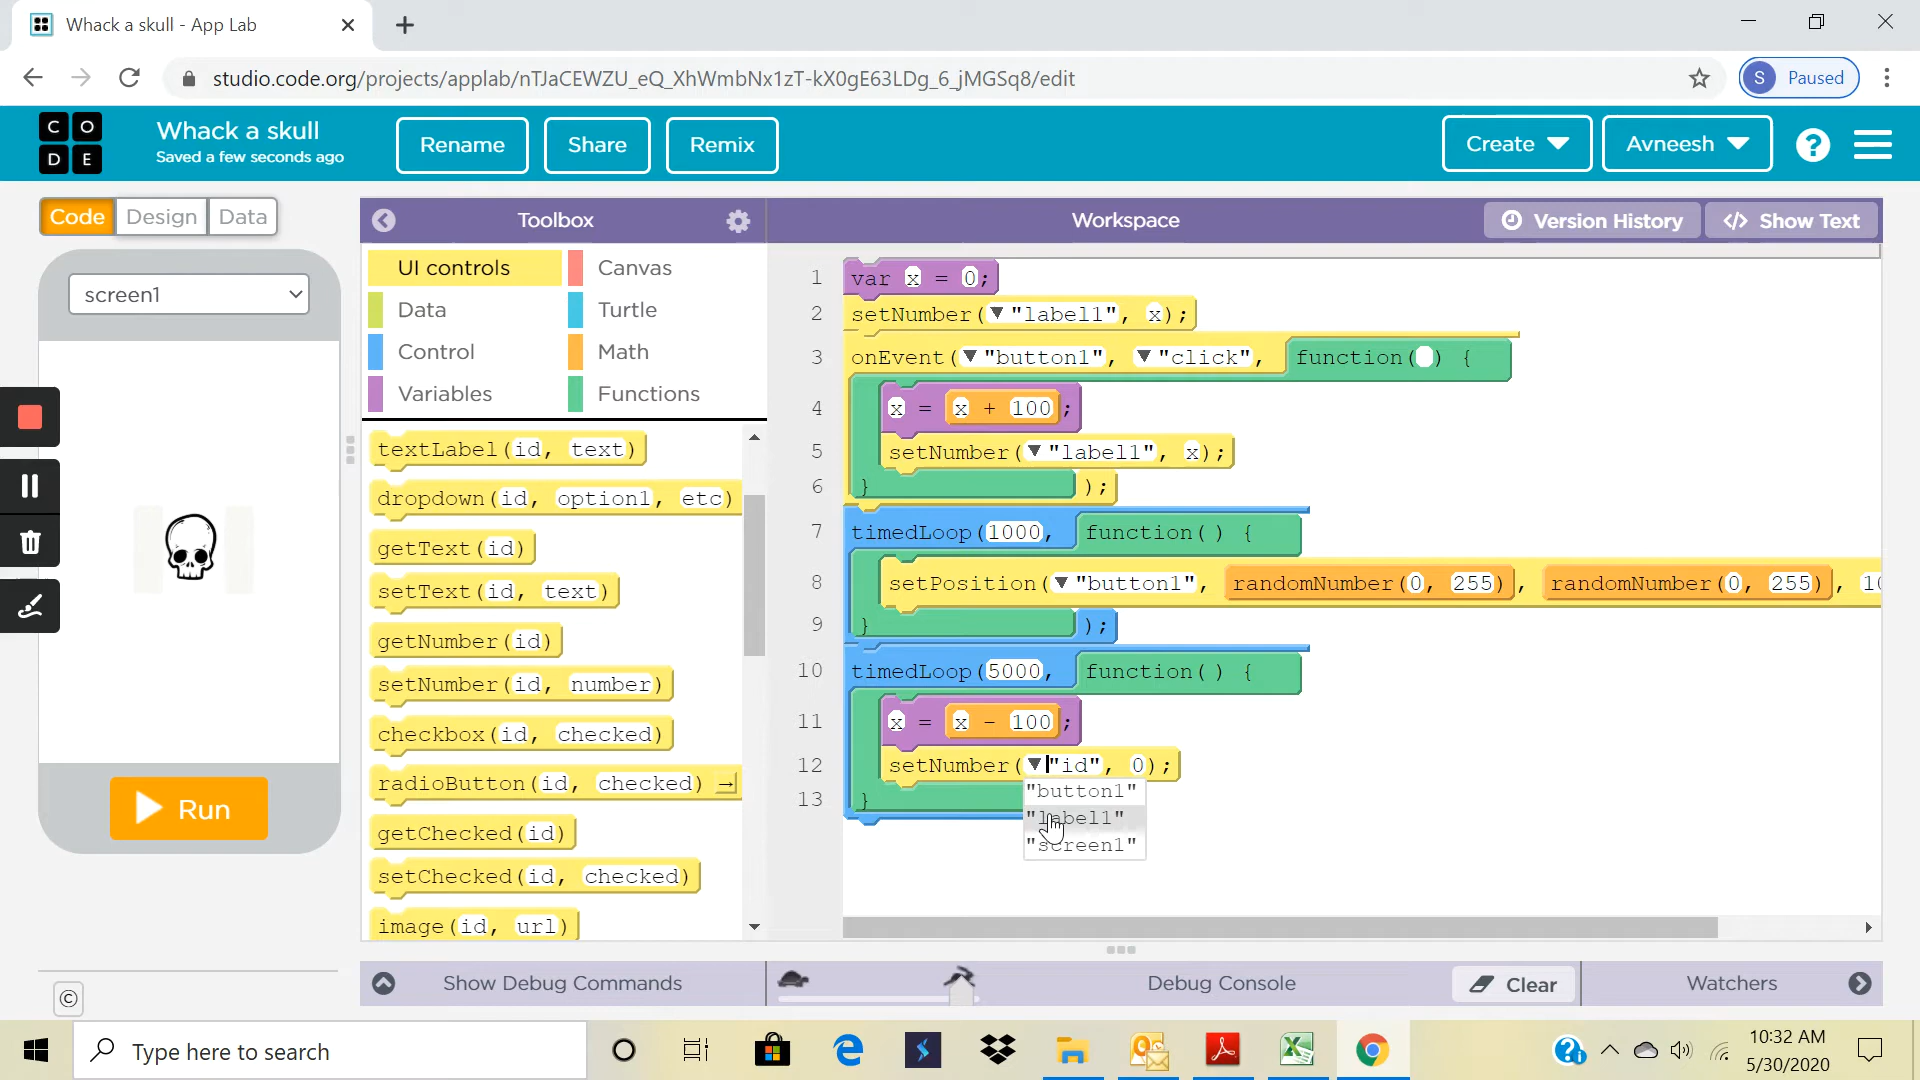 Whack a skull - App Lab
studio.code.org/projects/applab/nTJaCEWZU_eQ_XhWmbNx1zT-kX0gE63LDg_6_jMGSq8/edit
S Paused
C O D E
Whack a skull
Saved a few seconds ago
Rename
Share
Remix
Create
Avneesh
?
Code
Design
Data
Toolbox
Workspace
Version History
</> Show Text
screen1
Run
UI controls
Canvas
Data
Turtle
Control
Math
Variables
Functions
textLabel(id, text)
dropdown(id, option1, etc)
getText(id)
setText(id, text)
getNumber(id)
setNumber(id, number)
checkbox(id, checked)
radioButton(id, checked)
getChecked(id)
setChecked(id, checked)
image(id, url)
1 var x = 0;
2 setNumber("label1", x);
3 onEvent("button1", "click", function() {
4 x = x + 100;
5 setNumber("label1", x);
6 });
7 timedLoop(1000, function() {
8 setPosition("button1", randomNumber(0, 255), randomNumber(0, 255), 10
9 });
10 timedLoop(5000, function() {
11 x = x - 100;
12 setNumber("id", 0);
13 }
"button1"
"label1"
"screen1"
Show Debug Commands
Debug Console
Clear
Watchers
©
Type here to search
10:32 AM
5/30/2020